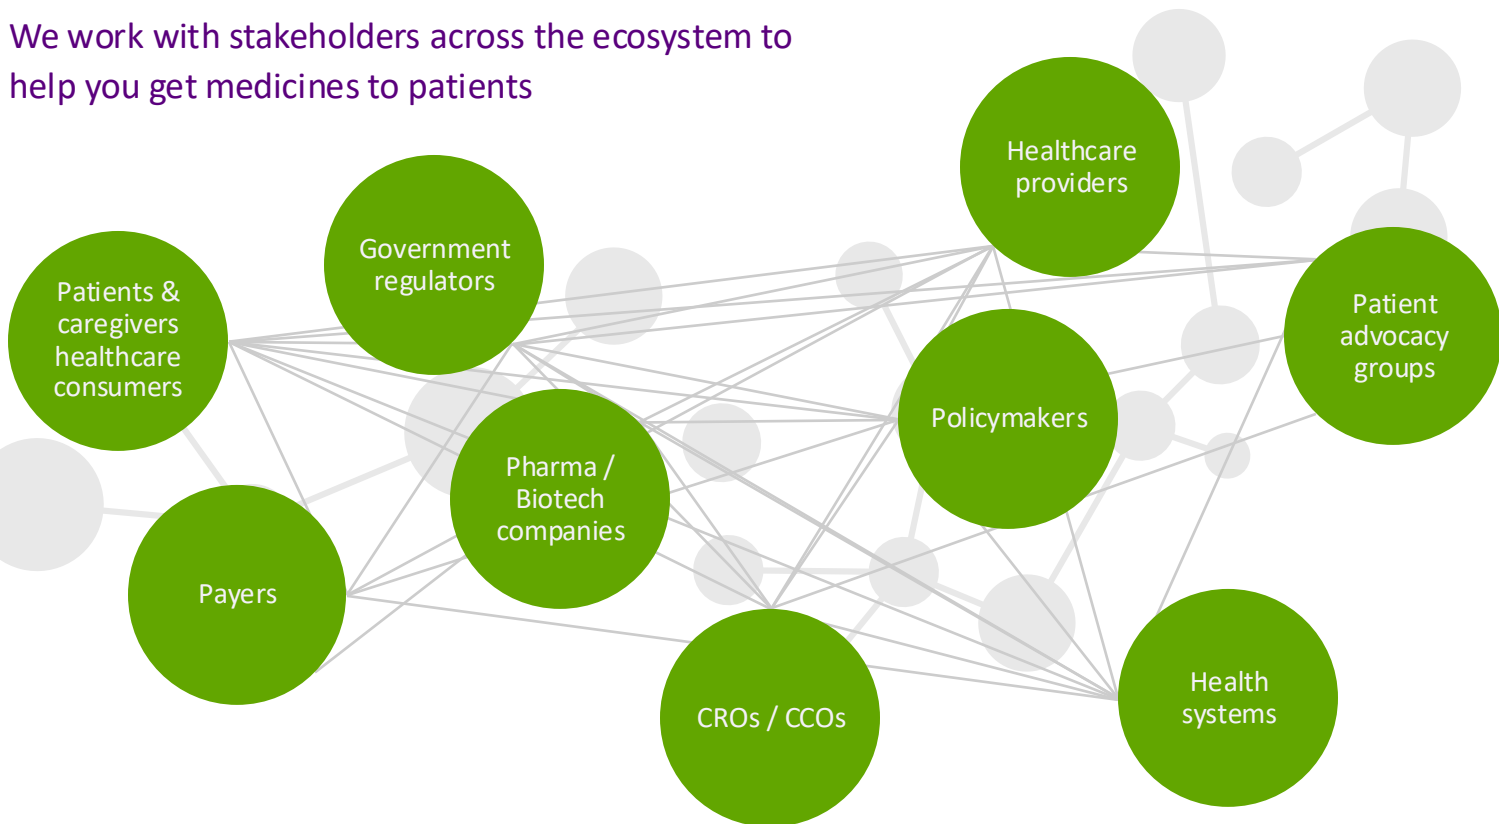 We work with stakeholders across the ecosystem to
help you get medicines to patients
Healthcare
providers
Government
regulators
Patients &
caregivers
healthcare
consumers
Patient
advocacy
groups
Policymakers
Pharma /
Biotech
companies
Payers
CROs / CCOs
Health
systems